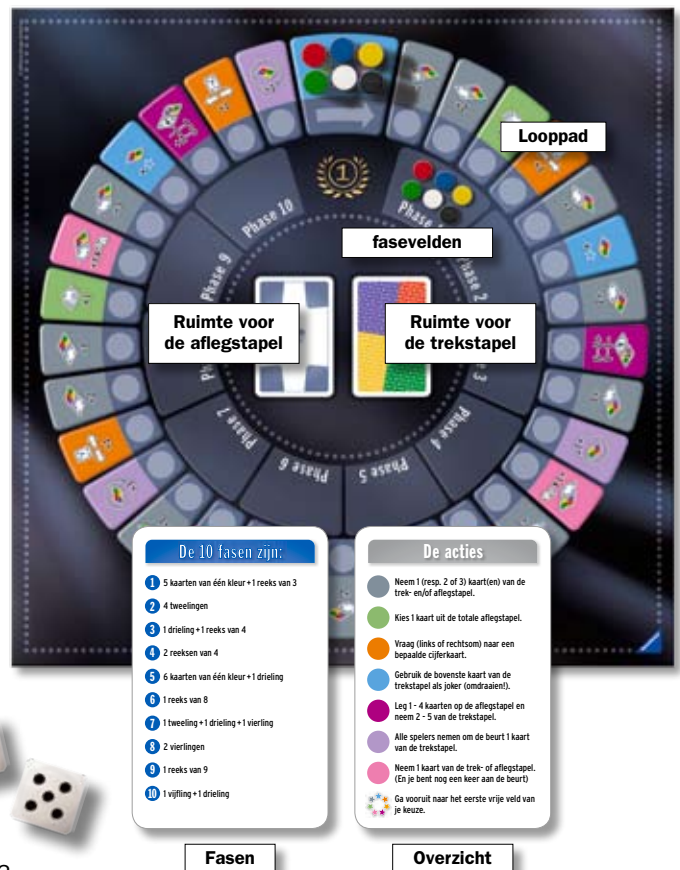 Looppad
1
Phase 10
Phase
fasevelden
Phase 9
Phase 2
Ruimte voor
de aflegstapel
Ruimte voor
de trekstapel
Ph
3
Phase 7
Phase 4
Phase 6
Phase 5
De 10 fasen zijn:
1 5 kaarten van één kleur + 1 reeks van 3
2 4 tweelingen
3 1 drieling + 1 reeks van 4
4 2 reeksen van 4
5 6 kaarten van één kleur + 1 drieling
6 1 reeks van 8
7 1 tweeling + 1 drieling + 1 vierling
8 2 vierlingen
9 1 reeks van 9
10 1 vijfling + 1 drieling
De acties
Neem 1 (resp. 2 of 3) kaart(en) van de
trek- en/of aflegstapel.
Kies 1 kaart uit de totale aflegstapel.
Vraag (links of rechtsom) naar een
bepaalde cijferkaart.
Gebruik de bovenste kaart van de
trekstapel als joker (omdraaien!).
Leg 1 - 4 kaarten op de aflegstapel en
neem 2 - 5 van de trekstapel.
Alle spelers nemen om de beurt 1 kaart
van de trekstapel.
Neem 1 kaart van de trek- of aflegstapel.
(En je bent nog een keer aan de beurt)
Ga vooruit naar het eerste vrije veld van
je keuze.
Fasen
Overzicht